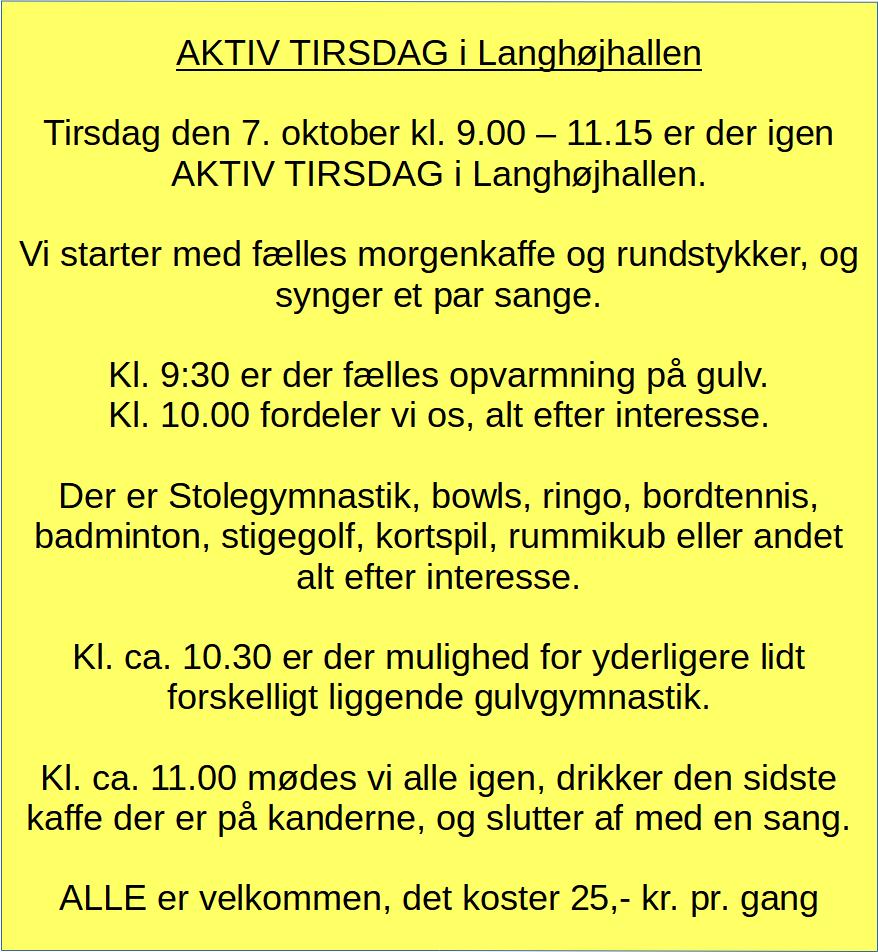 AKTIV TIRSDAG i Langhøjhallen
Tirsdag den 7. oktober kl. 9.00 – 11.15 er der igen
AKTIV TIRSDAG i Langhøjhallen.
Vi starter med fælles morgenkaffe og rundstykker, og
synger et par sange.
Kl. 9:30 er der fælles opvarmning på gulv.
Kl. 10.00 fordeler vi os, alt efter interesse.
Der er Stolegymnastik, bowls, ringo, bordtennis,
badminton, stigegolf, kortspil, rummikub eller andet
alt efter interesse.
Kl. ca. 10.30 er der mulighed for yderligere lidt
forskelligt liggende gulvgymnastik.
Kl. ca. 11.00 mødes vi alle igen, drikker den sidste
kaffe der er på kanderne, og slutter af med en sang.
ALLE er velkommen, det koster 25,- kr. pr. gang